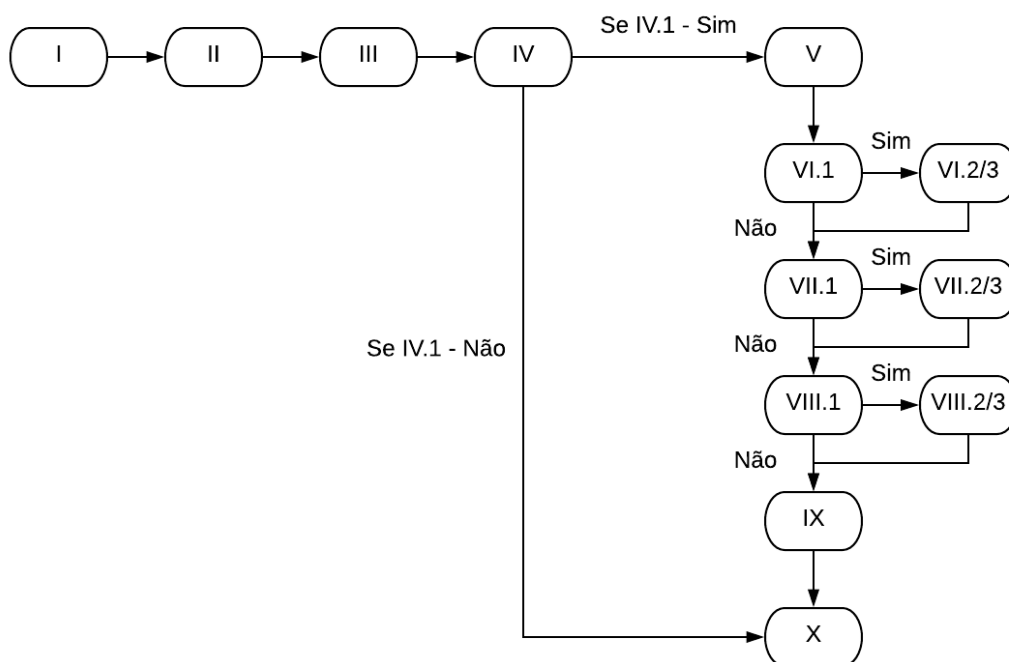 I
II
III
IV
Se IV.1 - Sim
V
Sim
VI.1
VI.2/3
Não
Sim
VII.1
VII.2/3
Se IV.1 - Não
Não
Sim
VIII.1
VIII.2/3
Não
IX
X